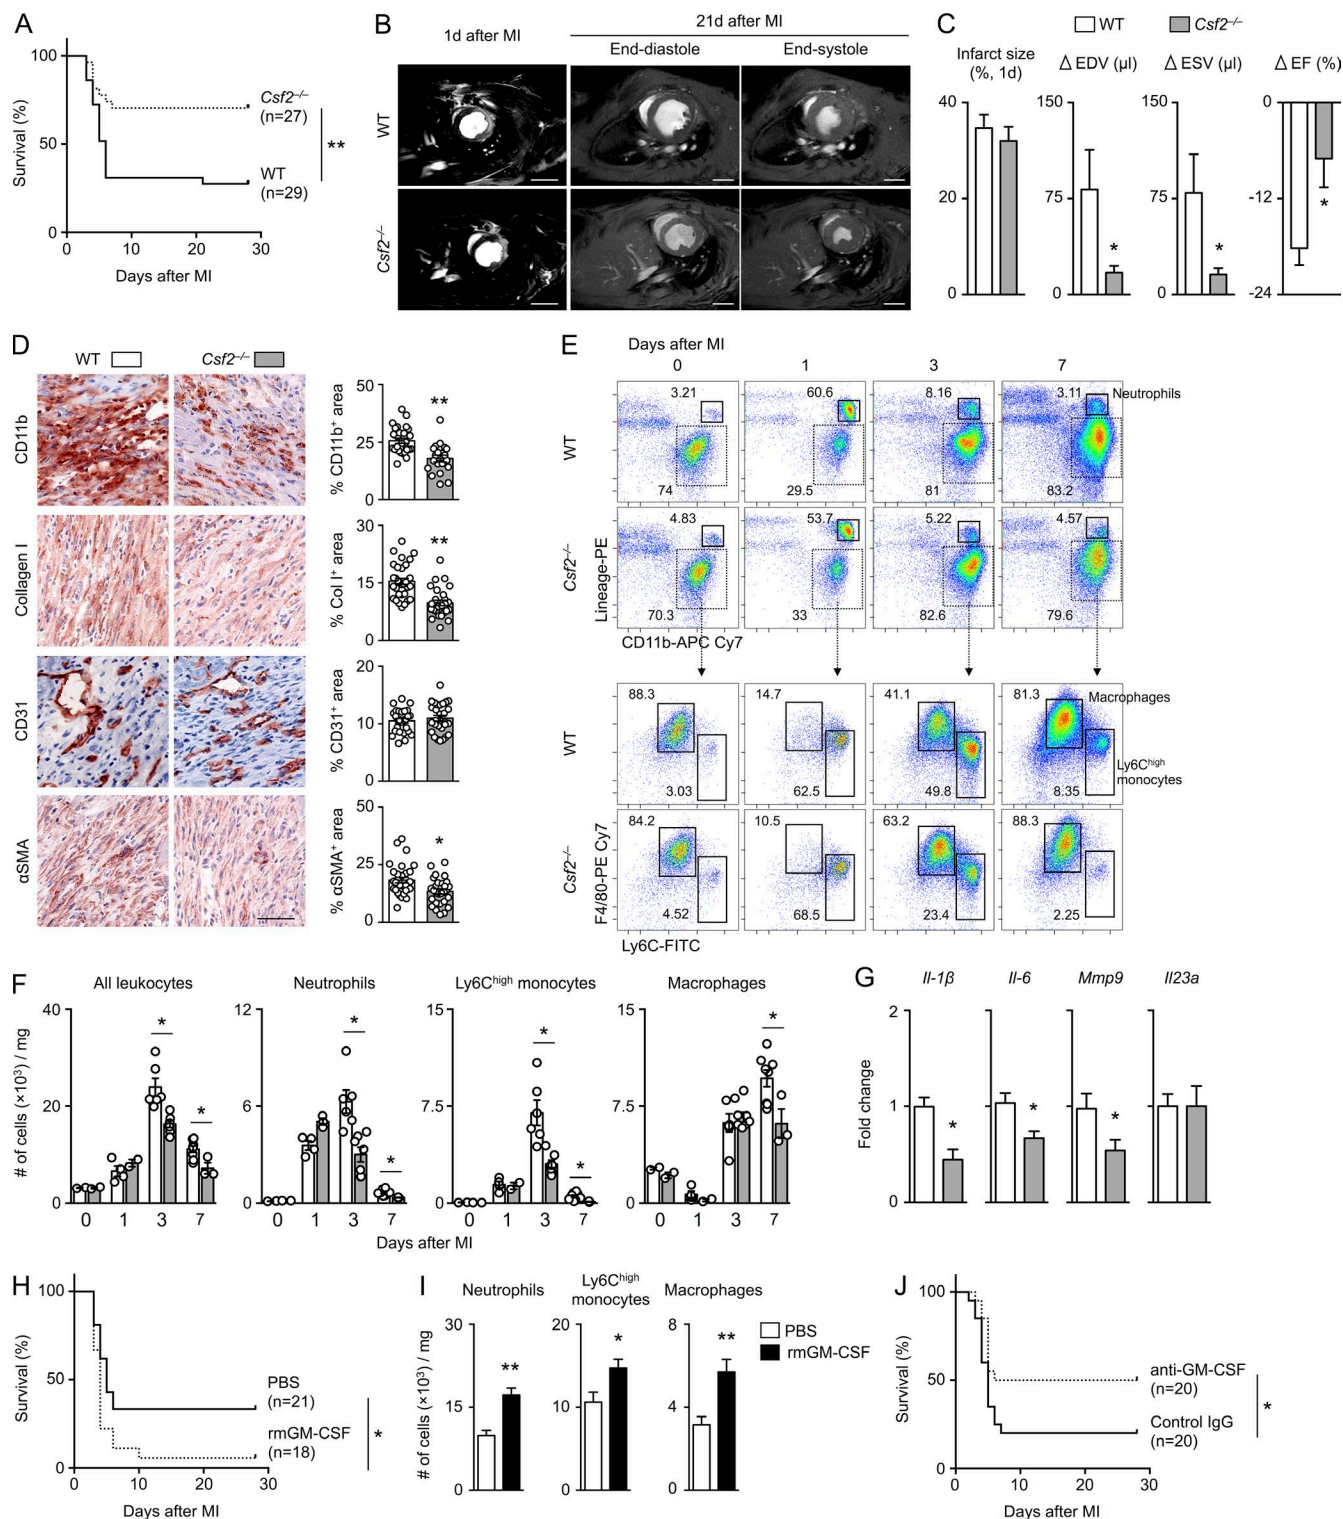 A
Survival (%)
100
50
0
0 10 20 30
Days after MI
Csf2–/–
(n=27)
**
WT
(n=29)
B
1d after MI
21d after MI
End-diastole
End-systole
WT
Csf2–/–
C
WT
Csf2–/–
Infarct size
(%, 1d)
Δ EDV (µl)
Δ ESV (µl)
Δ EF (%)
40
20
0
150
75
0
*
150
75
0
*
0
-12
-24
*
D
WT
Csf2–/–
CD11b
% CD11b+ area
50
25
0
**
Collagen I
% Col I+ area
30
15
0
**
CD31
% CD31+ area
20
10
0
αSMA
% αSMA+ area
50
25
0
*
E
Days after MI
0 1 3 7
WT
3.21 60.6 8.16 3.11
Neutrophils
74 29.5 81 83.2
Csf2–/–
Lineage-PE
4.83 53.7 5.22 4.57
70.3 33 82.6 79.6
CD11b-APC Cy7
WT
88.3 14.7 41.1 81.3
Macrophages
Ly6Chigh
monocytes
3.03 62.5 49.8 8.35
Csf2–/–
F4/80-PE Cy7
84.2 10.5 63.2 88.3
4.52 68.5 23.4 2.25
Ly6C-FITC
F
# of cells (×10³) / mg
All leukocytes
40
20
0
* *
0 1 3 7
Neutrophils
12
6
0
* *
0 1 3 7
Ly6Chigh monocytes
15
7.5
0
* *
0 1 3 7
Macrophages
15
7.5
0
*
0 1 3 7
Days after MI
G
Il-1β
Il-6
Mmp9
Il23a
Fold change
2
1
0
* * *
H
Survival (%)
100
50
0
0 10 20 30
Days after MI
PBS
(n=21)
rmGM-CSF
(n=18)
*
I
# of cells (×10³) / mg
Neutrophils
30
15
0
**
Ly6Chigh
monocytes
20
10
0
*
Macrophages
8
4
0
**
PBS
rmGM-CSF
J
Survival (%)
100
50
0
0 10 20 30
Days after MI
anti-GM-CSF
(n=20)
Control IgG
(n=20)
*